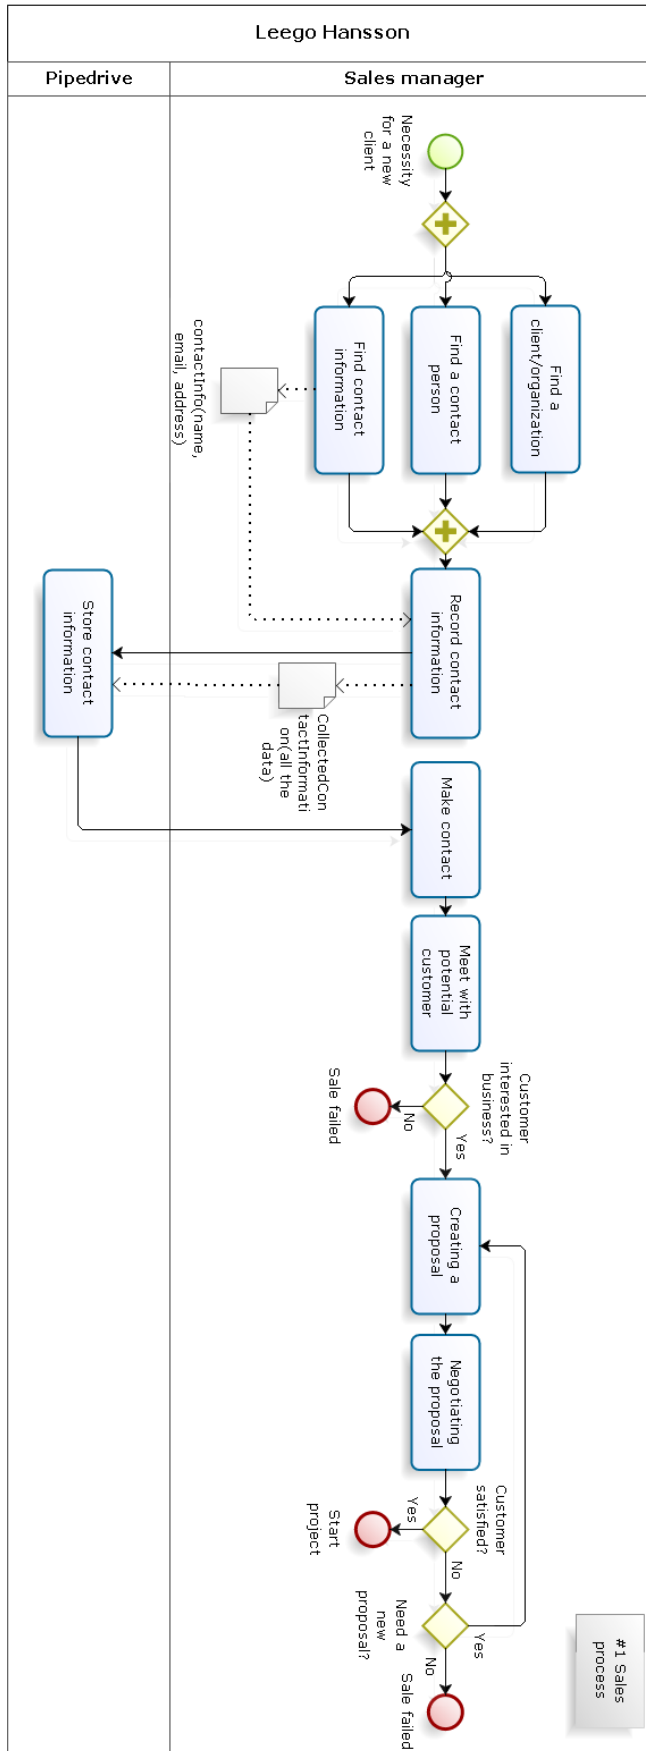 Leego Hansson
Pipedrive
Sales manager
Necessity
for a new
client
Find a
client/organization
Find a contact
person
Find contact
information
contactInfo(name,
email, address)
Record contact
information
Store contact
information
CollectedCon
tactInformati
on(all the
data)
Make contact
Meet with
potential
customer
Customer
interested in
business?
No
Sale failed
Yes
Creating a
proposal
Negotiating
the proposal
Customer
satisfied?
Yes
Start
project
No
Need a
new
proposal?
Yes
No
Sale failed
#1 Sales
process